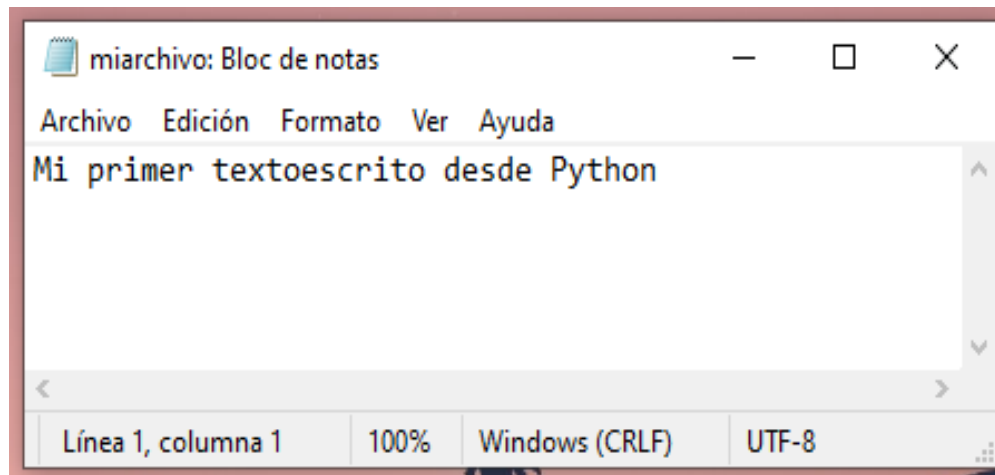 miarchivo: Bloc de notas
Archivo Edición Formato Ver Ayuda
Mi primer textoescrito desde Python
Línea 1, columna 1 100% Windows (CRLF) UTF-8